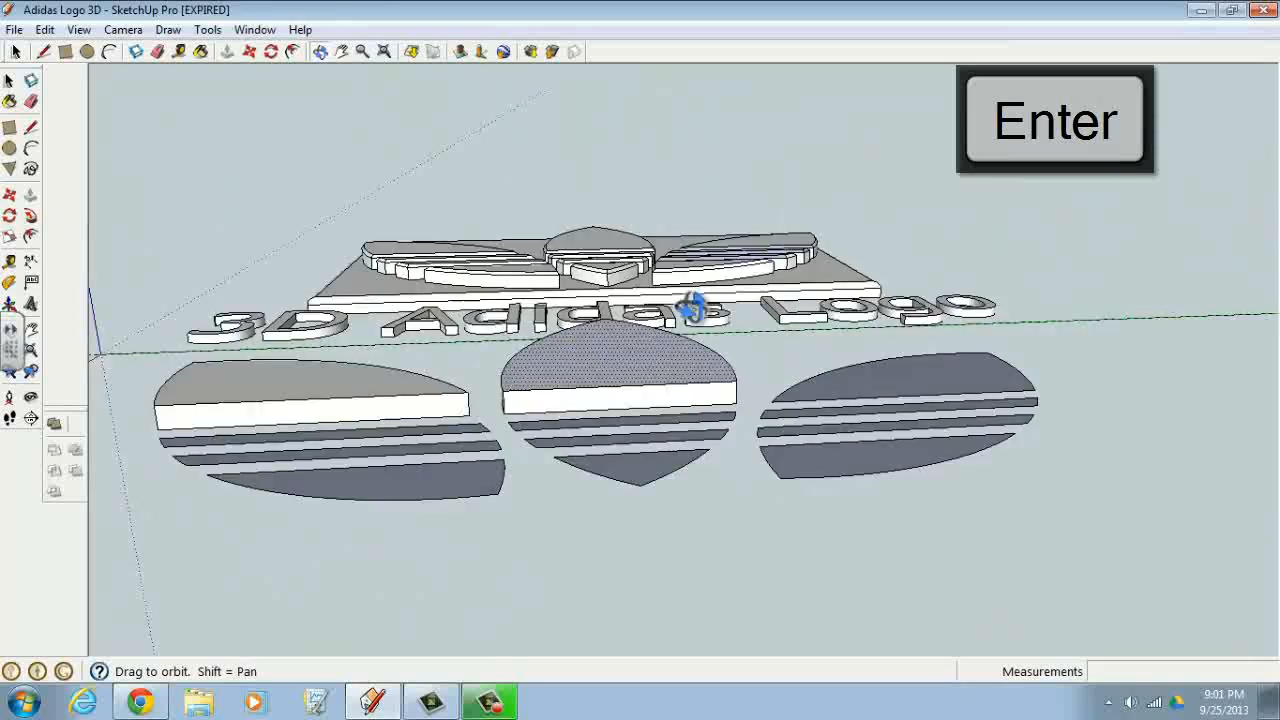 Adidas Logo 3D - SketchUp Pro [EXPIRED]
File Edit View Camera Draw Tools Window Help
Enter
3D Adidas Logo
Drag to orbit. Shift = Pan
Measurements
9:01 PM
9/25/2013